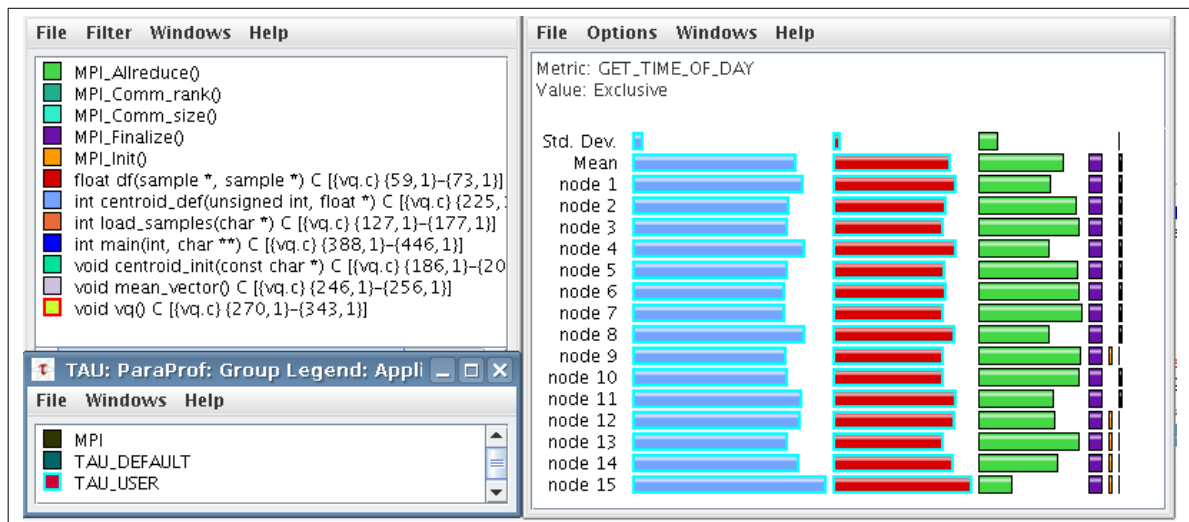 File Filter Windows Help
MPI_Allreduce()
MPI_Comm_rank()
MPI_Comm_size()
MPI_Finalize()
MPI_Init()
float df(sample *, sample *) C [{vq.c} {59,1}-{73,1}]
int centroid_def(unsigned int, float *) C [{vq.c} {225,
int load_samples(char *) C [{vq.c} {127,1}-{177,1}]
int main(int, char **) C [{vq.c} {388,1}-{446,1}]
void centroid_init(const char *) C [{vq.c} {186,1}-{20
void mean_vector() C [{vq.c} {246,1}-{256,1}]
void vq() C [{vq.c} {270,1}-{343,1}]
TAU: ParaProf: Group Legend: Appli
File Windows Help
MPI
TAU_DEFAULT
TAU_USER
File Options Windows Help
Metric: GET_TIME_OF_DAY
Value: Exclusive
Std. Dev.
Mean
node 1
node 2
node 3
node 4
node 5
node 6
node 7
node 8
node 9
node 10
node 11
node 12
node 13
node 14
node 15